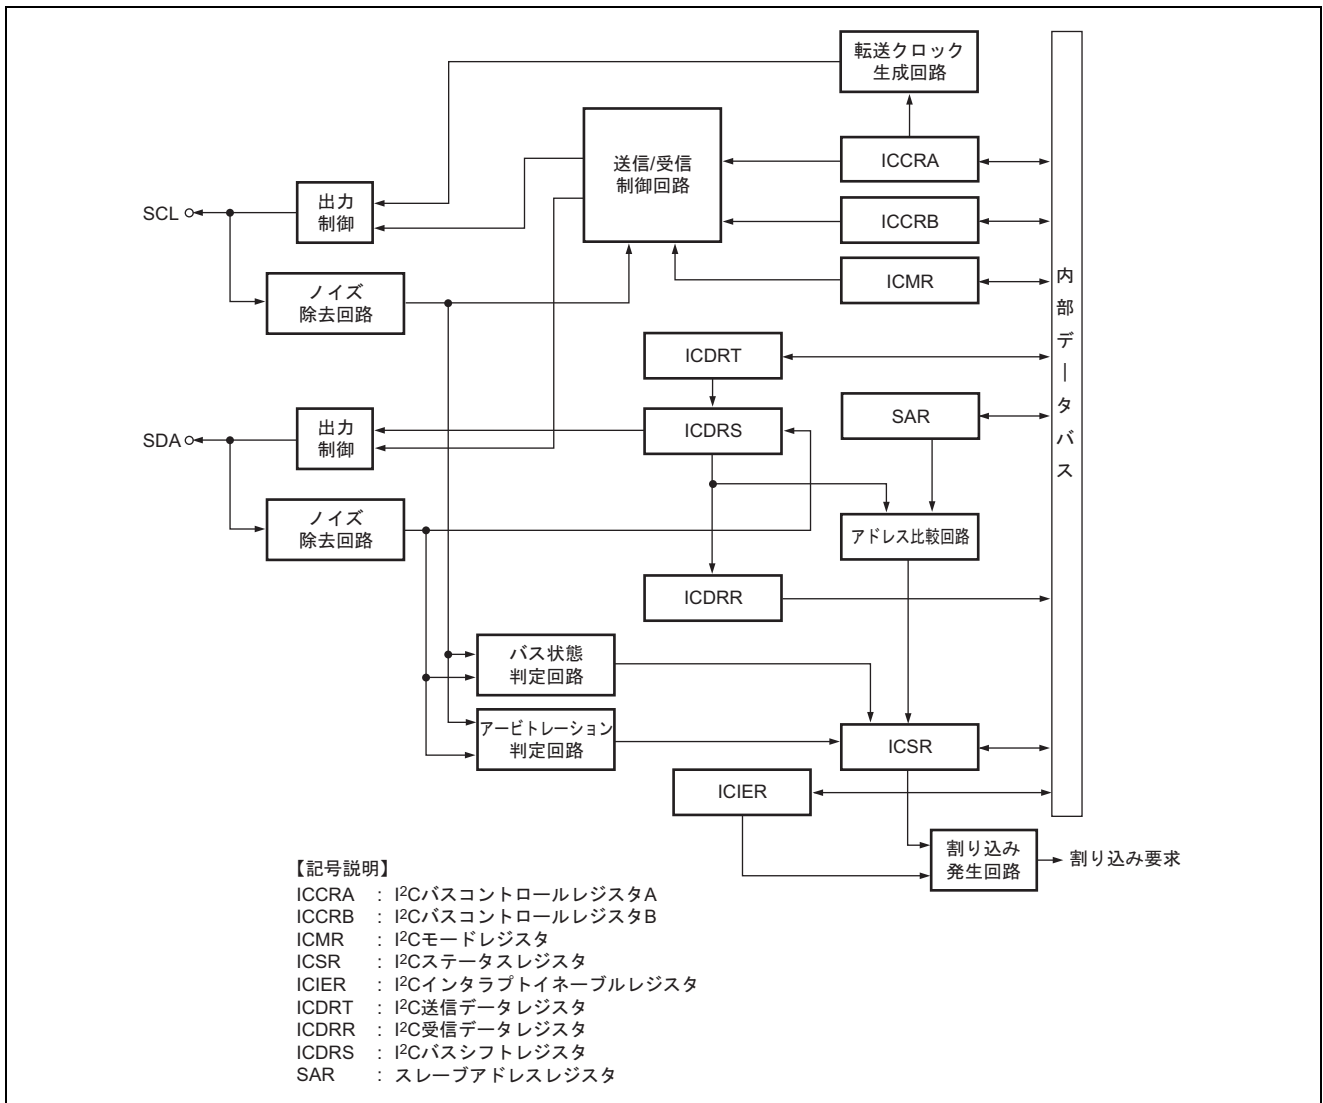 転送クロック
生成回路
送信/受信
制御回路
ICCRA
出力
制御
SCL
ICCRB
ノイズ
除去回路
ICMR
内部データバス
ICDRT
SAR
出力
制御
SDA
ICDRS
ノイズ
除去回路
アドレス比較回路
ICDRR
バス状態
判定回路
アービトレーション
判定回路
ICSR
ICIER
割り込み
発生回路
割り込み要求
【記号説明】
ICCRA : I²CバスコントロールレジスタA
ICCRB : I²CバスコントロールレジスタB
ICMR : I²Cモードレジスタ
ICSR : I²Cステータスレジスタ
ICIER : I²Cインタラプトイネーブルレジスタ
ICDRT : I²C送信データレジスタ
ICDRR : I²C受信データレジスタ
ICDRS : I²Cバスシフトレジスタ
SAR : スレーブアドレスレジスタ